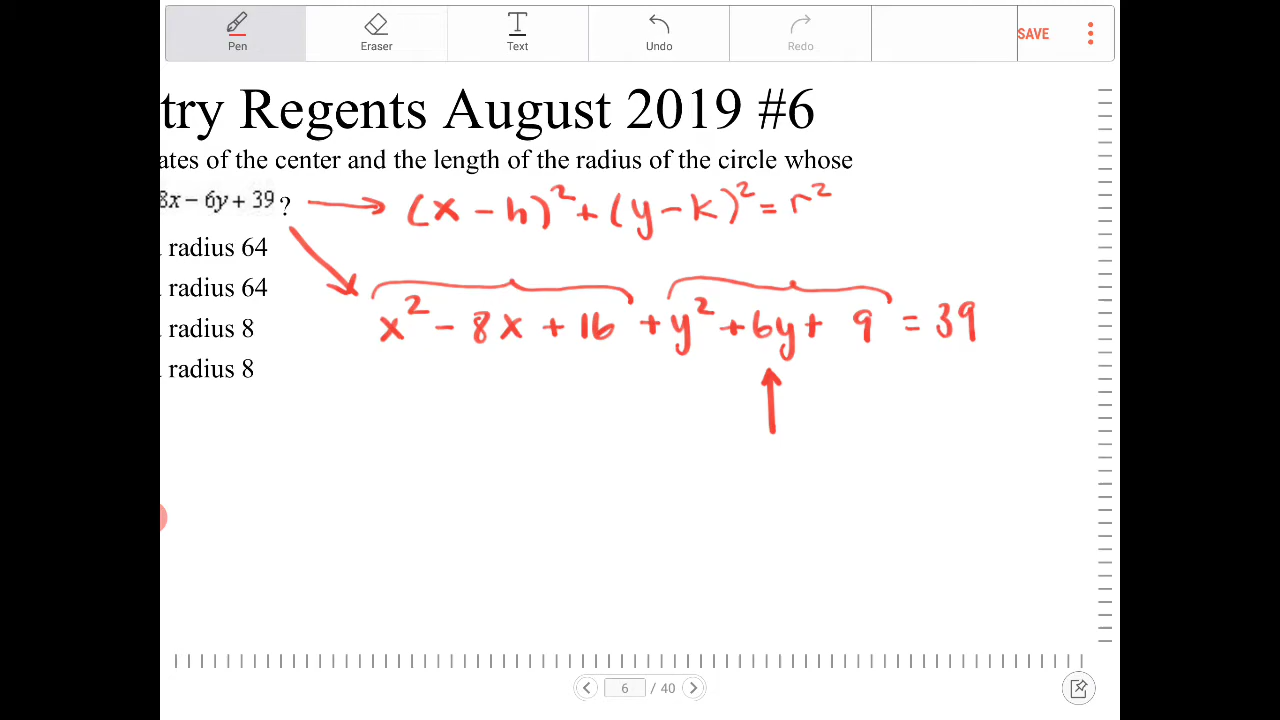 Pen Eraser Text Undo Redo SAVE
try Regents August 2019 #6
ates of the center and the length of the radius of the circle whose
8x − 6y + 39 ? (x − h)² + (y − k)² = r²
radius 64
radius 64
x² − 8x + 16 + y² + 6y + 9 = 39
radius 8
radius 8
6 / 40